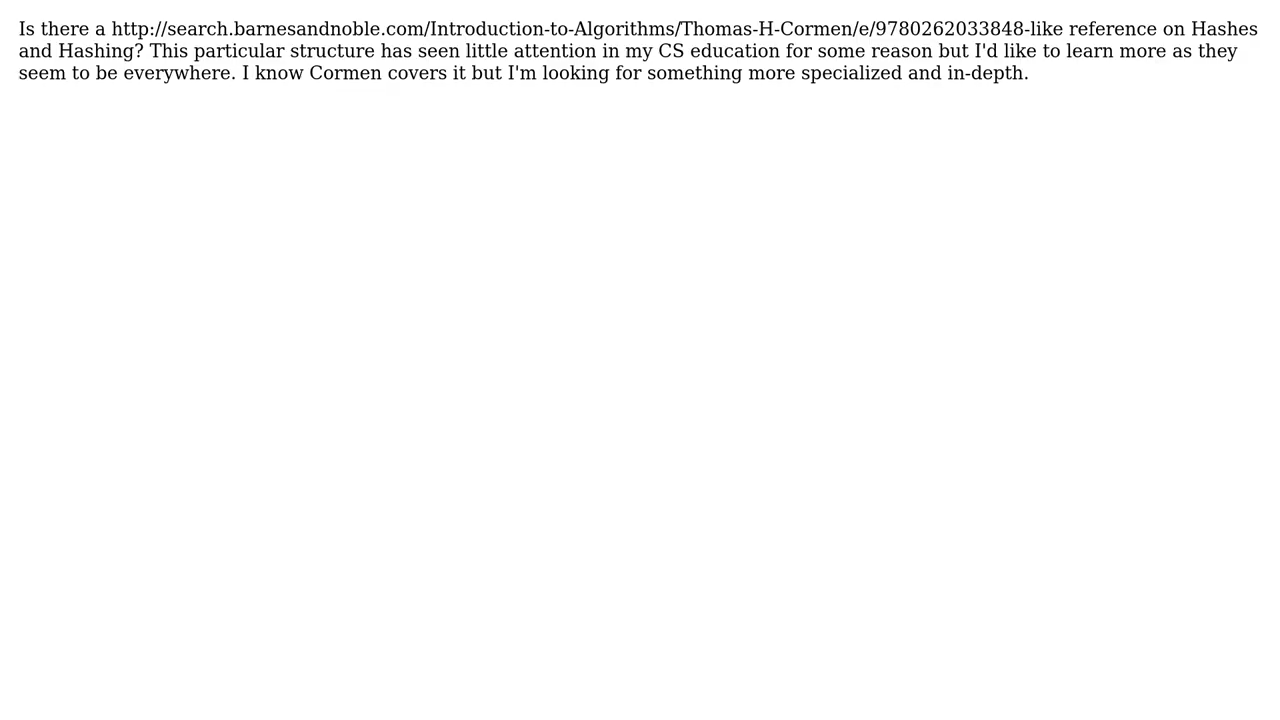 Is there a http://search.barnesandnoble.com/Introduction-to-Algorithms/Thomas-H-Cormen/e/9780262033848-like reference on Hashes
and Hashing? This particular structure has seen little attention in my CS education for some reason but I'd like to learn more as they
seem to be everywhere. I know Cormen covers it but I'm looking for something more specialized and in-depth.